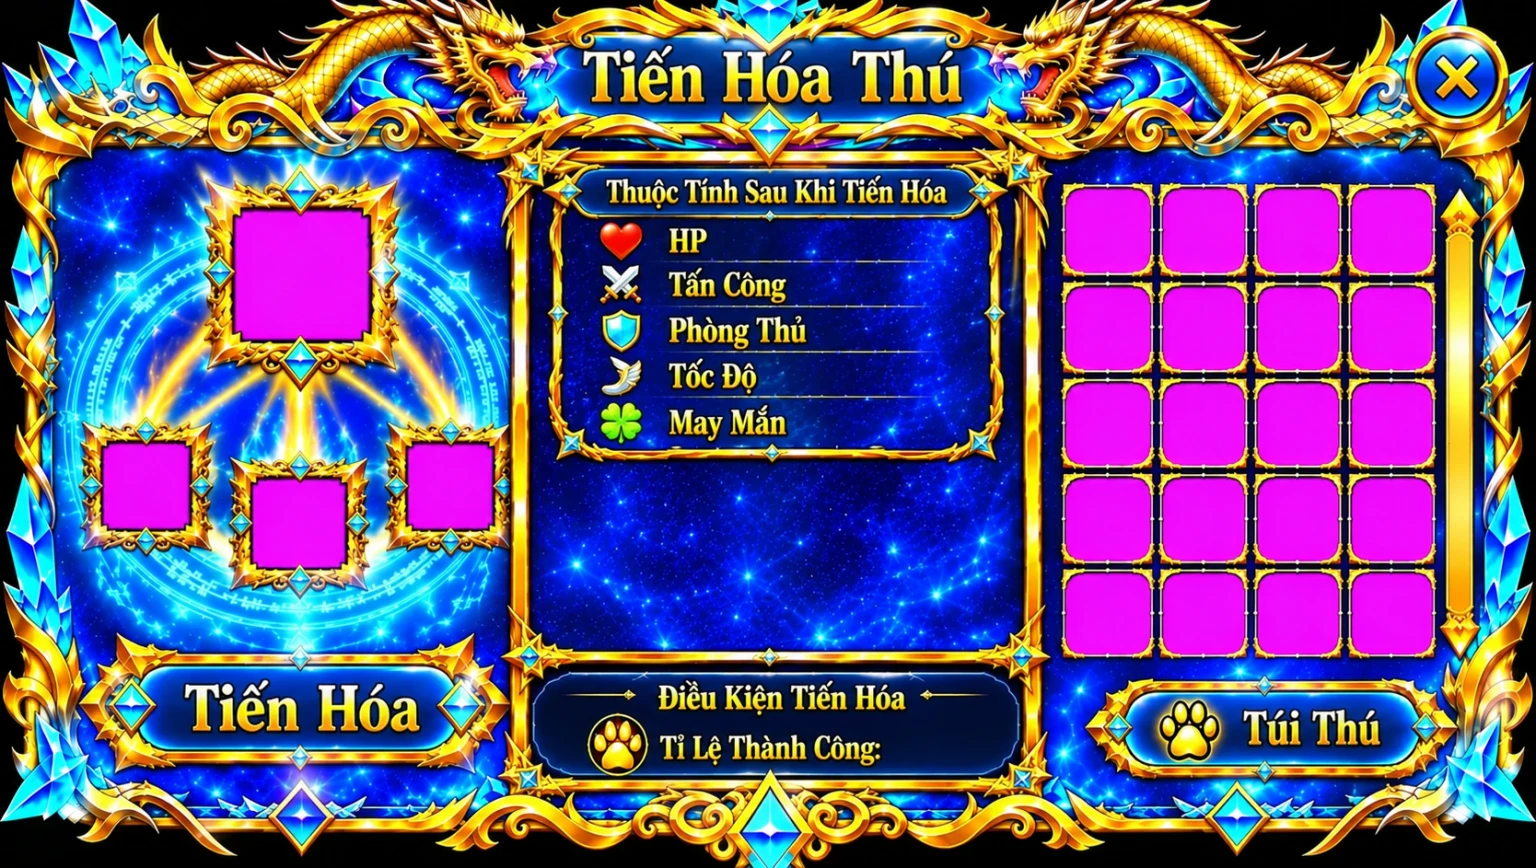 Tiến Hóa Thú
Thuộc Tính Sau Khi Tiến Hóa
HP
Tấn Công
Phòng Thủ
Tốc Độ
May Mắn
Tiến Hóa
Điều Kiện Tiến Hóa
Tỉ Lệ Thành Công:
Túi Thú